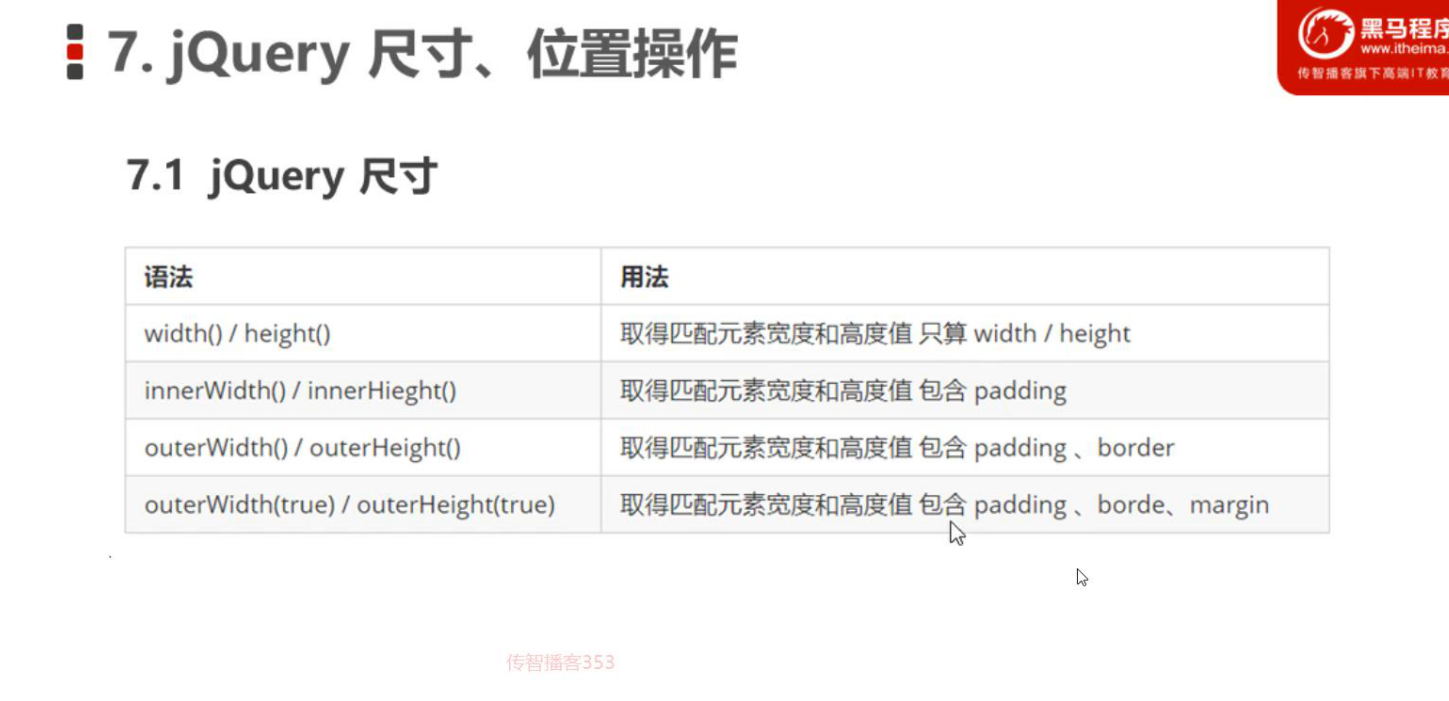 7. jQuery 尺寸、位置操作
黑马程序
www.itheima.
传智播客旗下高端IT教育
7.1 jQuery 尺寸
语法 用法
width() / height() 取得匹配元素宽度和高度值 只算 width / height
innerWidth() / innerHieght() 取得匹配元素宽度和高度值 包含 padding
outerWidth() / outerHeight() 取得匹配元素宽度和高度值 包含 padding 、border
outerWidth(true) / outerHeight(true) 取得匹配元素宽度和高度值 包含 padding 、borde、margin
传智播客353